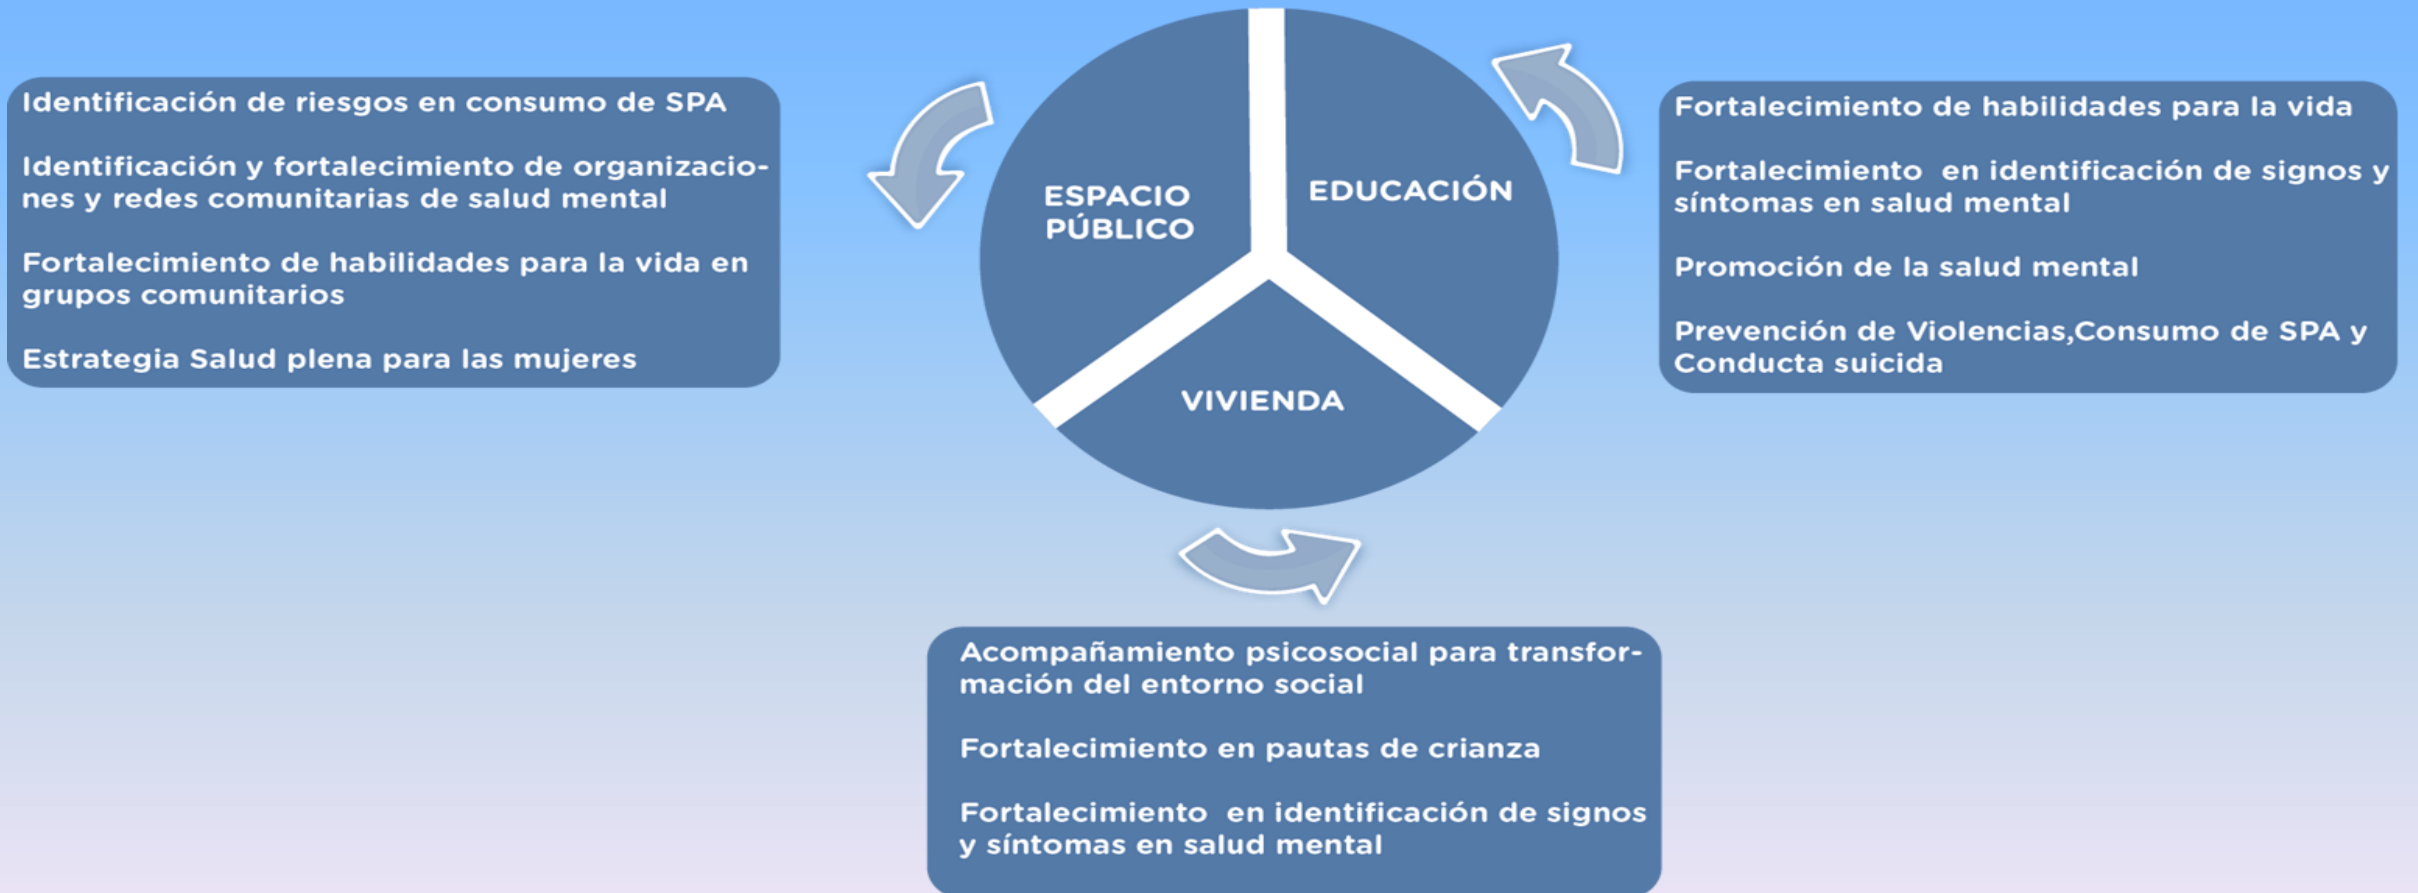 Identificación de riesgos en consumo de SPA
Identificación y fortalecimiento de organizacio-
nes y redes comunitarias de salud mental
Fortalecimiento de habilidades para la vida en
grupos comunitarios
Estrategia Salud plena para las mujeres
ESPACIO
PÚBLICO
EDUCACIÓN
VIVIENDA
Fortalecimiento de habilidades para la vida
Fortalecimiento  en identificación de signos y
síntomas en salud mental
Promoción de la salud mental
Prevención de Violencias,Consumo de SPA y
Conducta suicida
Acompañamiento psicosocial para transfor-
mación del entorno social
Fortalecimiento en pautas de crianza
Fortalecimiento  en identificación de signos
y síntomas en salud mental